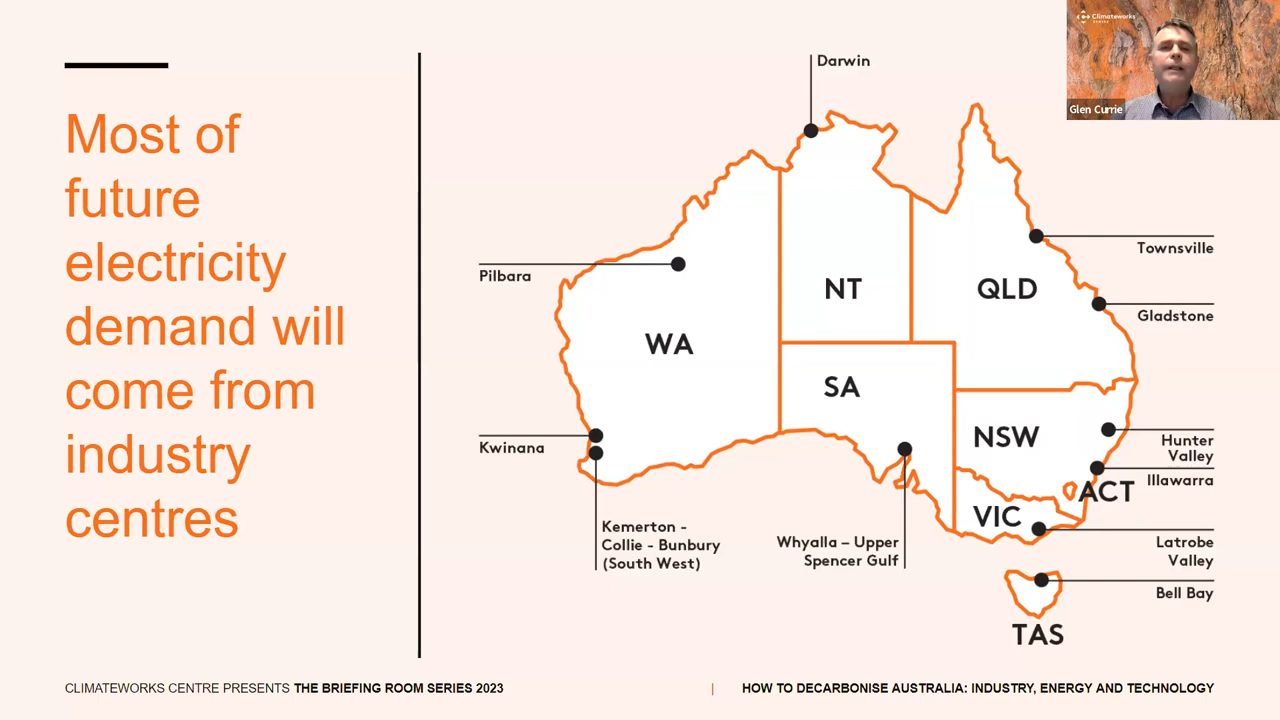 Most of
future
electricity
demand will
come from
industry
centres
Darwin
Climateworks
CENTRE
Glen Currie
Townsville
Pilbara
NT
QLD
Gladstone
WA
SA
Kwinana
NSW
Hunter
Valley
Illawarra
ACT
VIC
Kemerton -
Collie - Bunbury
(South West)
Whyalla – Upper
Spencer Gulf
Latrobe
Valley
Bell Bay
TAS
CLIMATEWORKS CENTRE PRESENTS THE BRIEFING ROOM SERIES 2023
| HOW TO DECARBONISE AUSTRALIA: INDUSTRY, ENERGY AND TECHNOLOGY